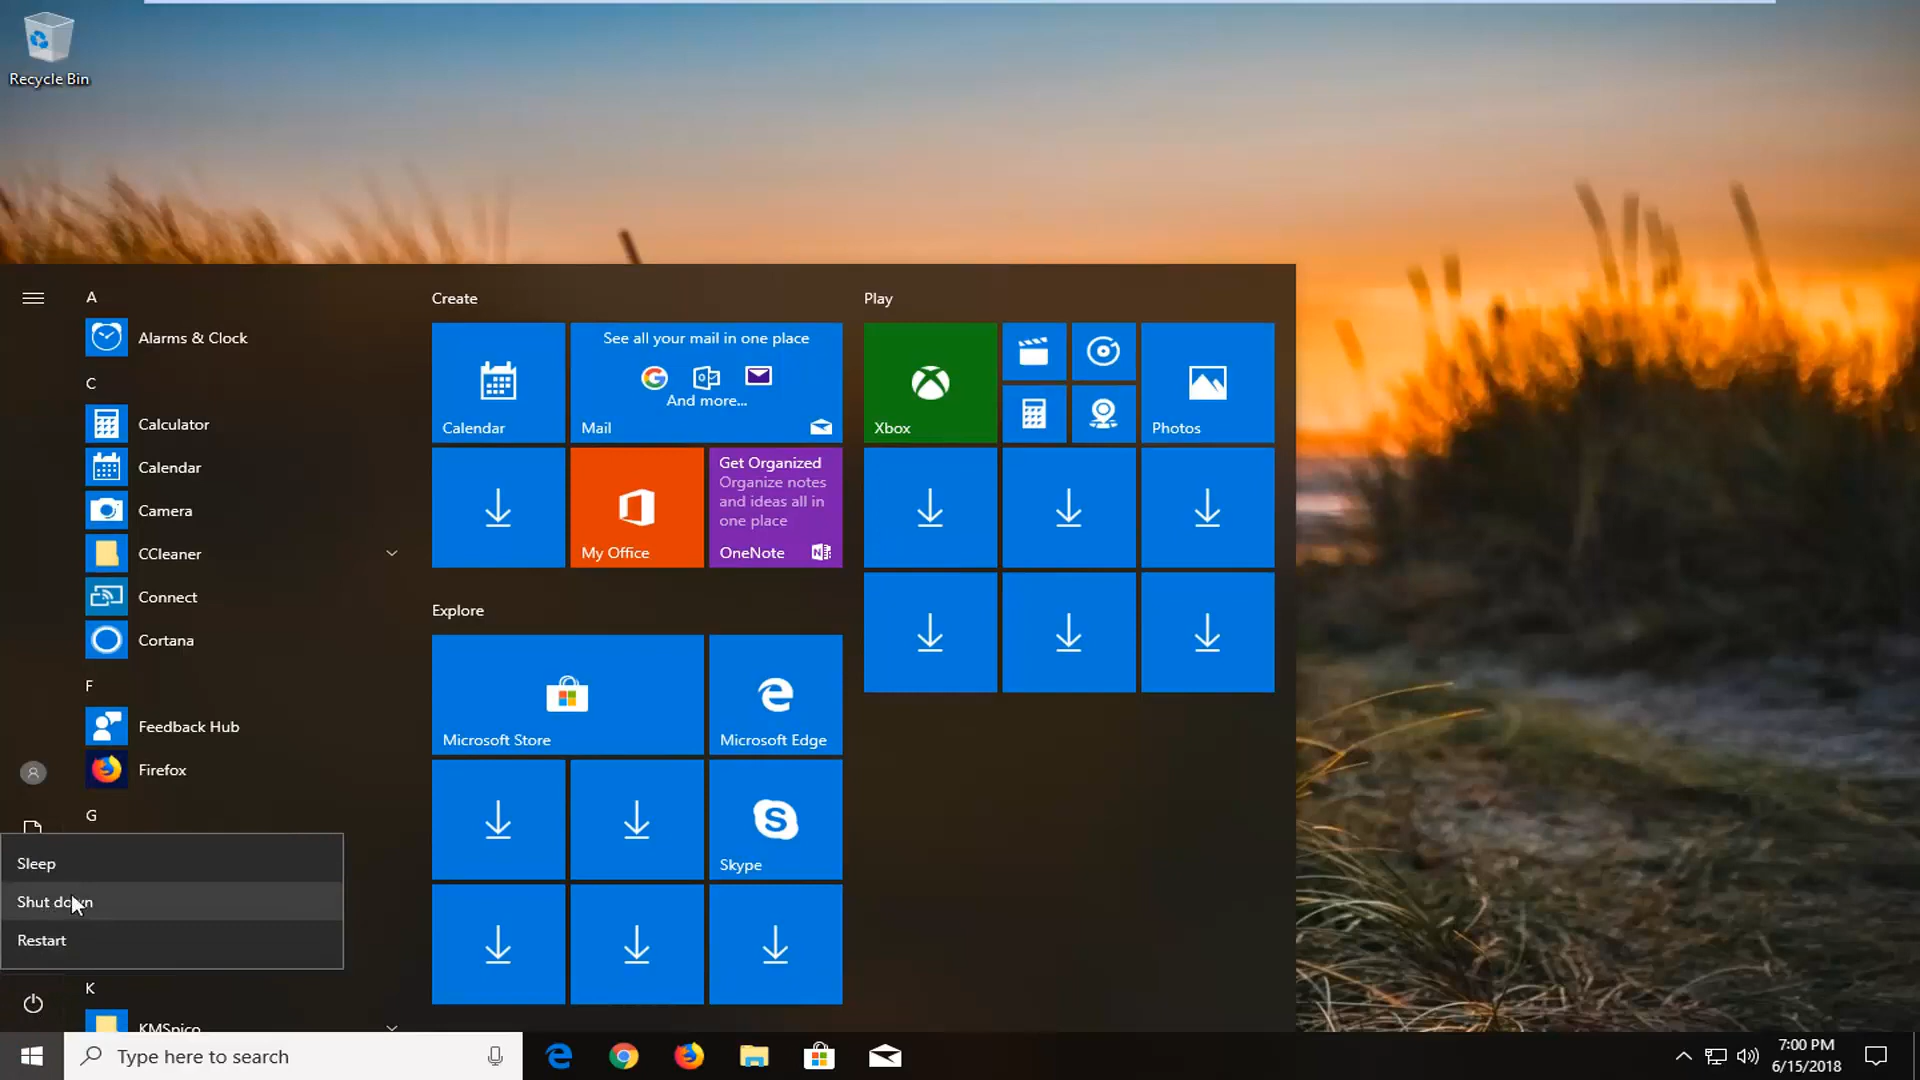 Recycle Bin
A
Alarms & Clock
C
Calculator
Calendar
Camera
CCleaner
Connect
Cortana
F
Feedback Hub
Firefox
G
Sleep
Shut down
Restart
K
KMSpico
Create
Calendar
See all your mail in one place
And more...
Mail
My Office
Get Organized
Organize notes
and ideas all in
one place
OneNote
Explore
Microsoft Store
Microsoft Edge
Skype
Play
Xbox
Photos
Type here to search
7:00 PM
6/15/2018